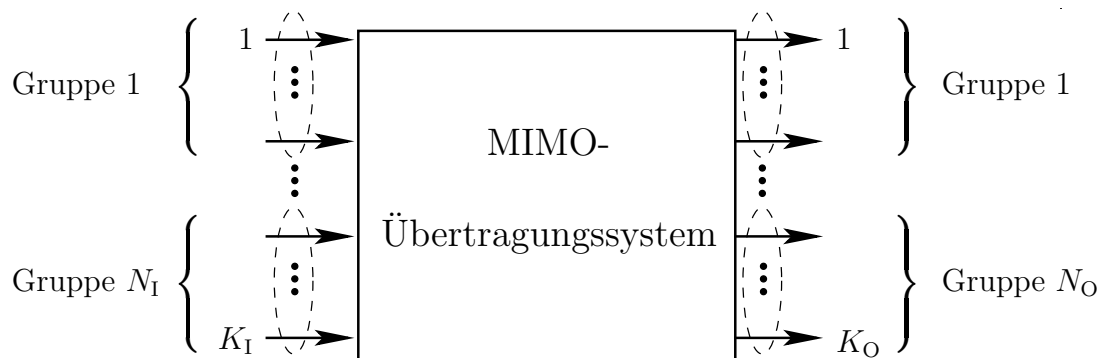 1
1
Gruppe 1
Gruppe 1
MIMO-
Übertragungssystem
Gruppe N_I
Gruppe N_O
K_I
K_O